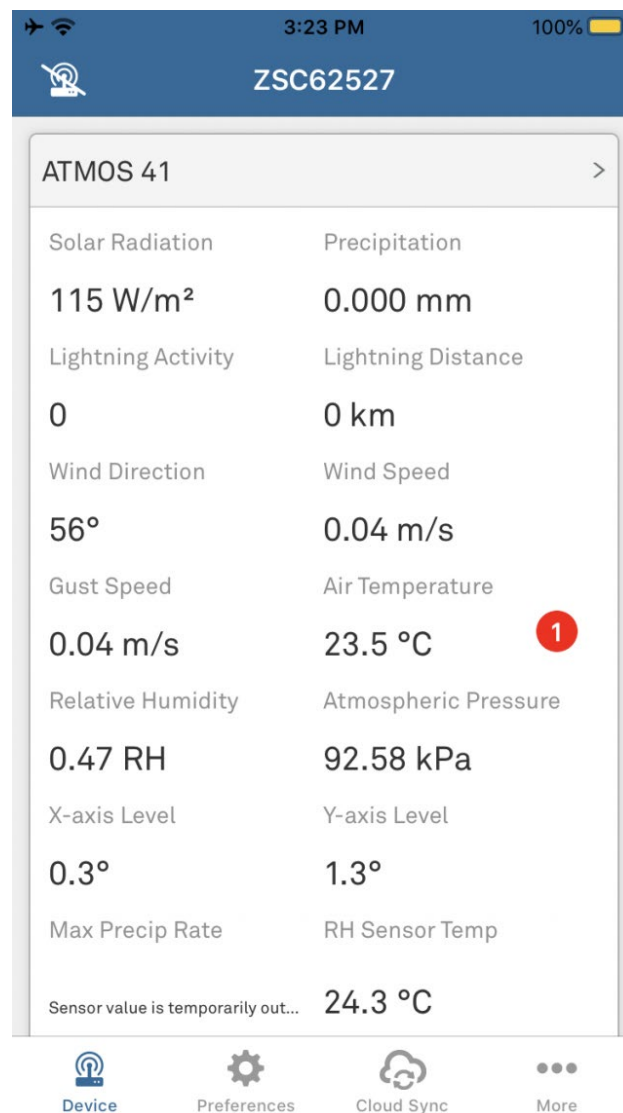 3:23 PM 100%
ZSC62527
ATMOS 41 >
Solar Radiation Precipitation
115 W/m² 0.000 mm
Lightning Activity Lightning Distance
0 0 km
Wind Direction Wind Speed
56° 0.04 m/s
Gust Speed Air Temperature
0.04 m/s 23.5 °C 1
Relative Humidity Atmospheric Pressure
0.47 RH 92.58 kPa
X-axis Level Y-axis Level
0.3° 1.3°
Max Precip Rate RH Sensor Temp
Sensor value is temporarily out... 24.3 °C
Device Preferences Cloud Sync More